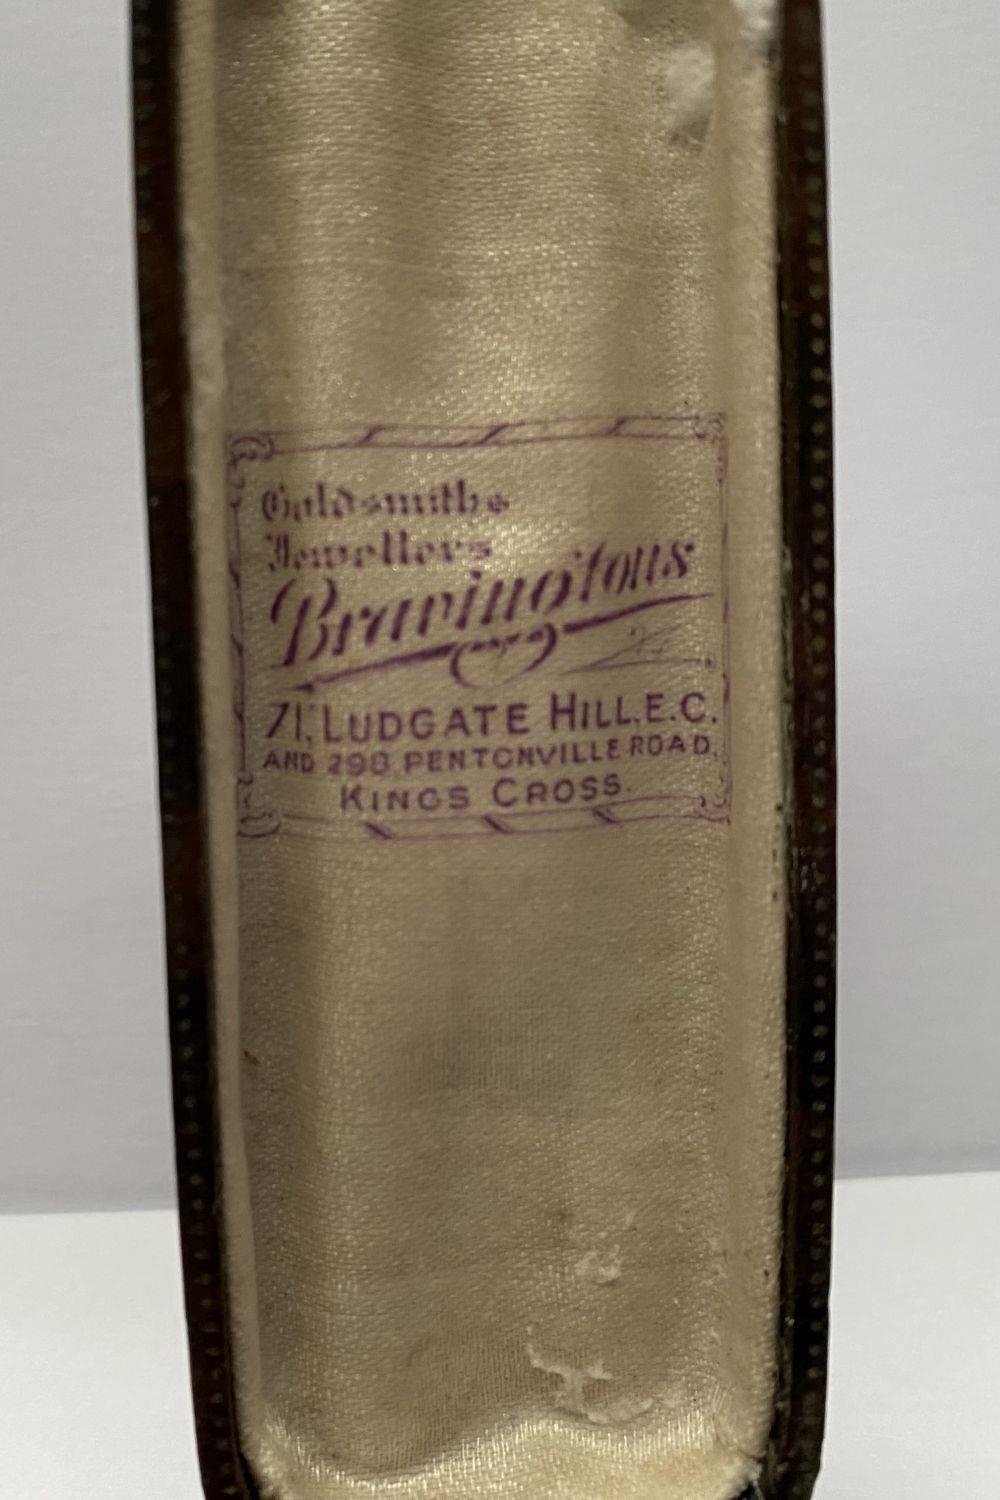 Goldsmiths
Jewellers
Bravingtons
71, LUDGATE HILL, E.C.
AND 298, PENTONVILLE ROAD,
KINGS CROSS.